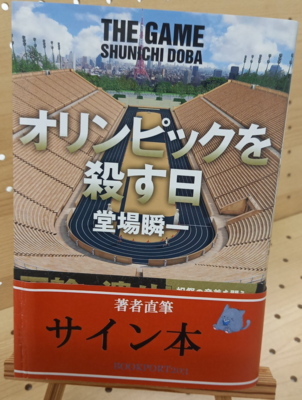 THE GAME
SHUNICHI DOBA
オリンピックを
殺す日
堂場瞬一
著者直筆
サイン本